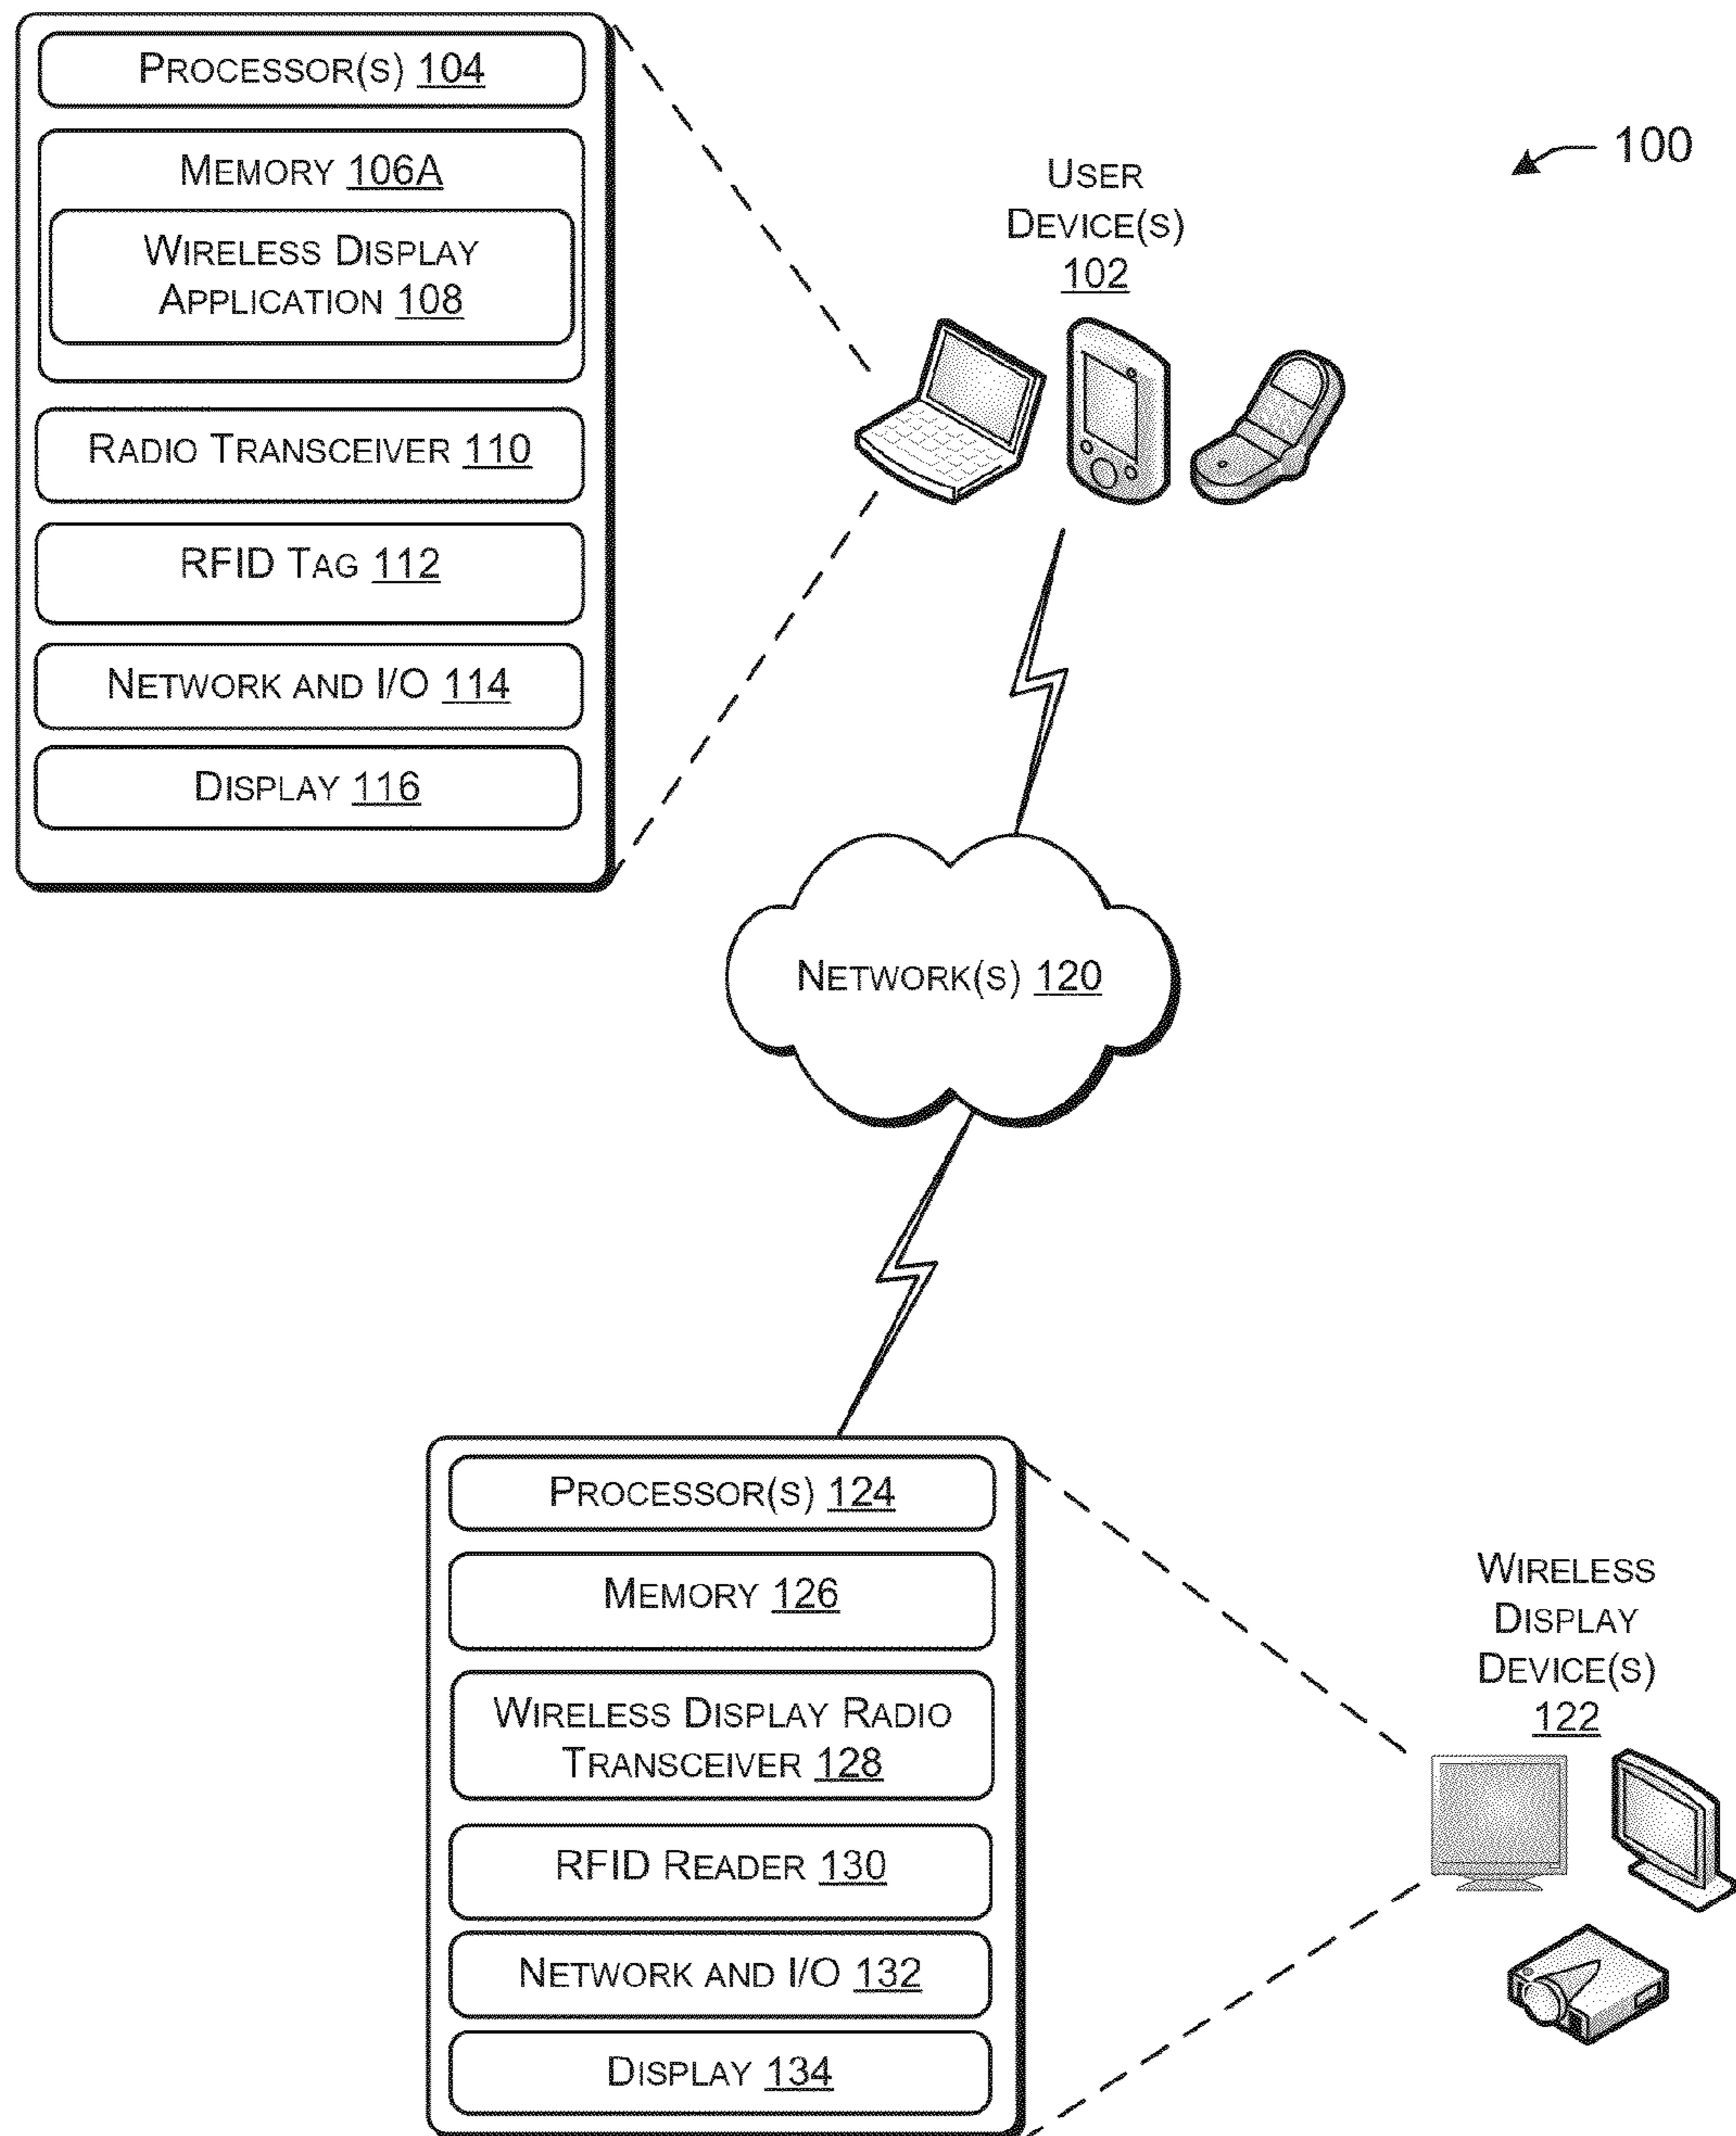 PROCESSOR(S) 104
MEMORY 106A
WIRELESS DISPLAY
APPLICATION 108
RADIO TRANSCEIVER 110
RFID TAG 112
NETWORK AND I/O 114
DISPLAY 116
100
USER
DEVICE(S)
102
NETWORK(S) 120
PROCESSOR(S) 124
MEMORY 126
WIRELESS DISPLAY RADIO
TRANSCEIVER 128
RFID READER 130
NETWORK AND I/O 132
DISPLAY 134
WIRELESS
DISPLAY
DEVICE(S)
122